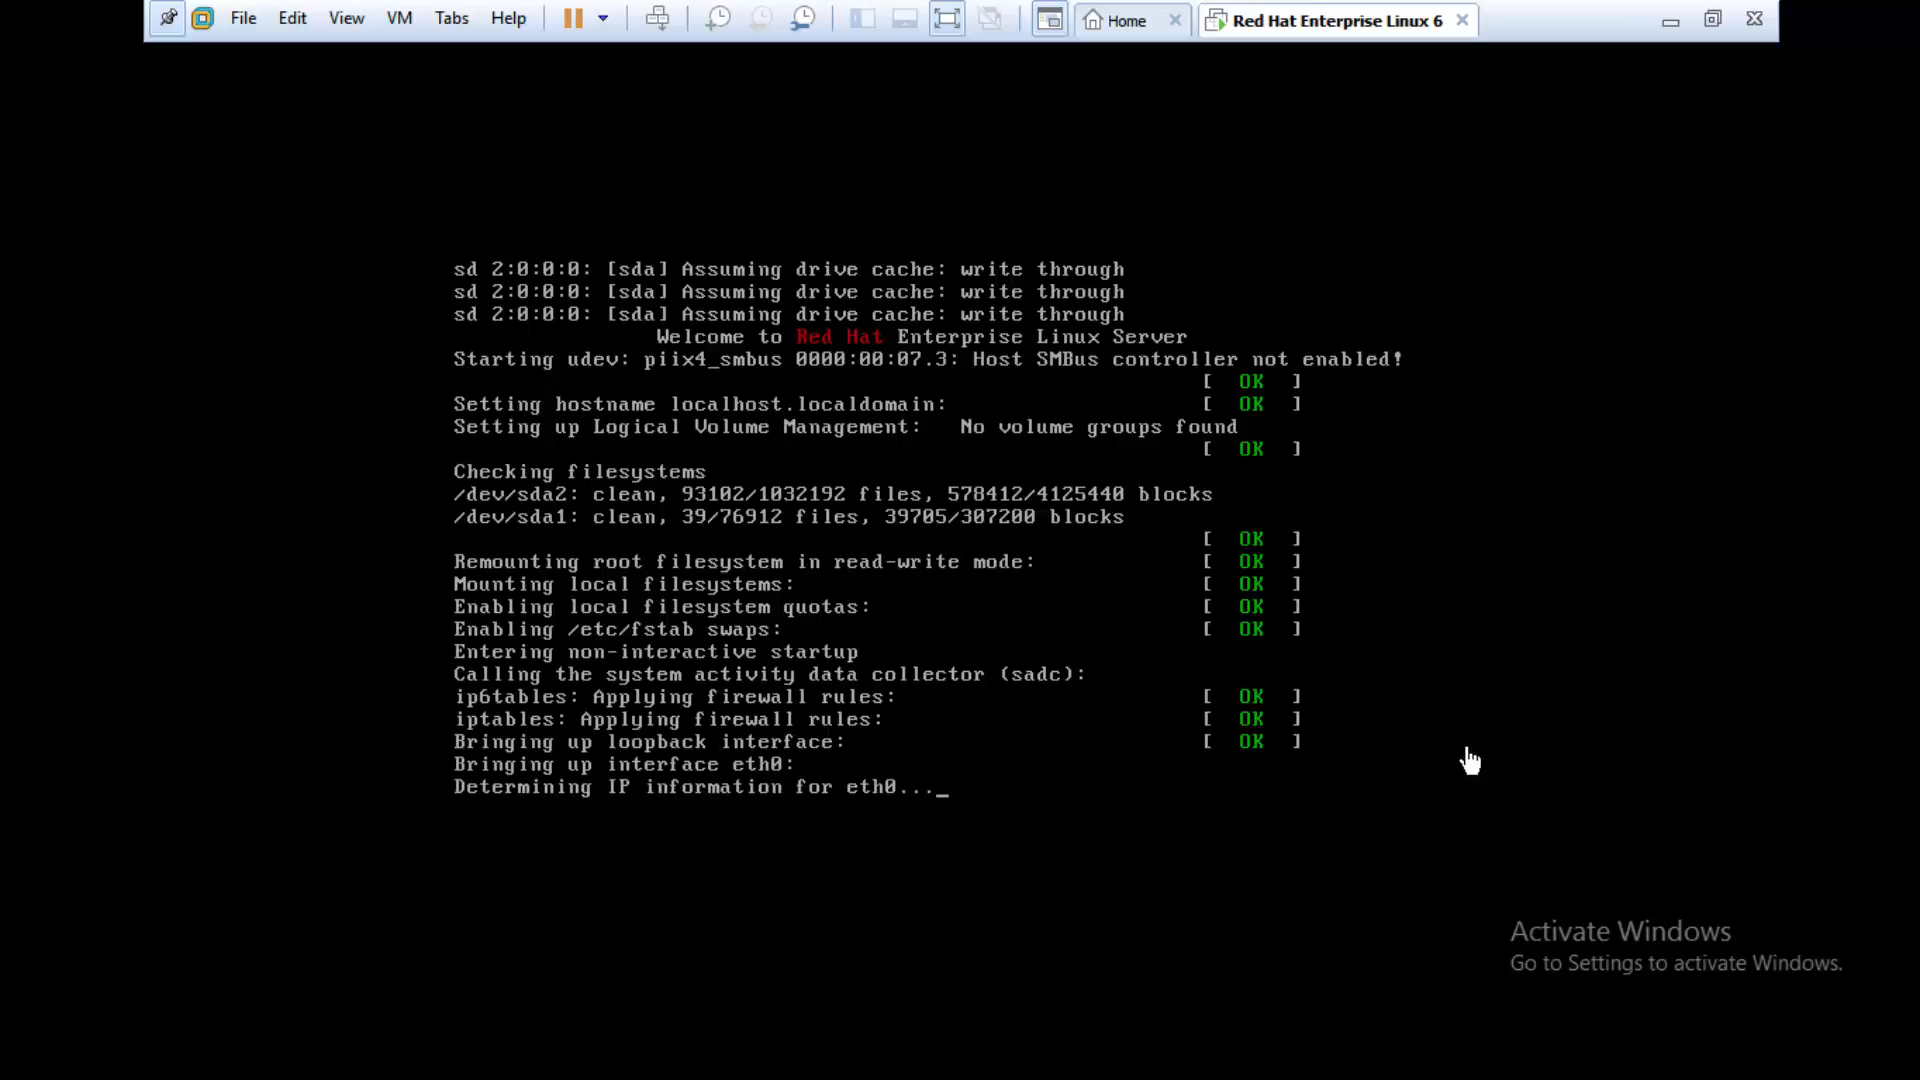 File Edit View VM Tabs Help Home Red Hat Enterprise Linux 6
sd 2:0:0:0: [sda] Assuming drive cache: write through
sd 2:0:0:0: [sda] Assuming drive cache: write through
sd 2:0:0:0: [sda] Assuming drive cache: write through
Welcome to Red Hat Enterprise Linux Server
Starting udev: piix4_smbus 0000:00:07.3: Host SMBus controller not enabled!
[ OK ]
Setting hostname localhost.localdomain: [ OK ]
Setting up Logical Volume Management: No volume groups found
[ OK ]
Checking filesystems
/dev/sda2: clean, 93102/1032192 files, 578412/4125440 blocks
/dev/sda1: clean, 39/76912 files, 39705/307200 blocks
[ OK ]
Remounting root filesystem in read-write mode: [ OK ]
Mounting local filesystems: [ OK ]
Enabling local filesystem quotas: [ OK ]
Enabling /etc/fstab swaps: [ OK ]
Entering non-interactive startup
Calling the system activity data collector (sadc):
ip6tables: Applying firewall rules: [ OK ]
iptables: Applying firewall rules: [ OK ]
Bringing up loopback interface: [ OK ]
Bringing up interface eth0:
Determining IP information for eth0..._
Activate Windows
Go to Settings to activate Windows.